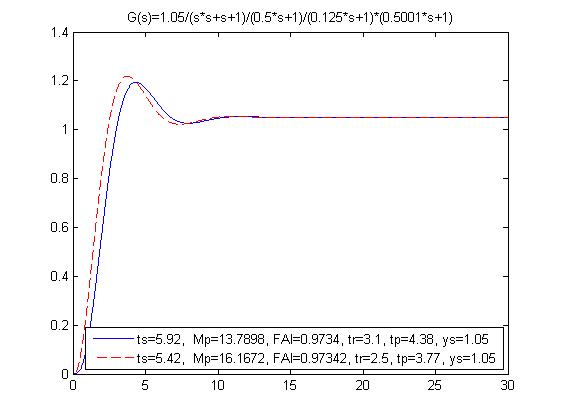 G(s)=1.05/(s*s+s+1)/(0.5*s+1)/(0.125*s+1)*(0.5001*s+1)
1.4
1.2
1
0.8
0.6
0.4
0.2
0
ts=5.92, Mp=13.7898, FAI=0.9734, tr=3.1, tp=4.38, ys=1.05
ts=5.42, Mp=16.1672, FAI=0.97342, tr=2.5, tp=3.77, ys=1.05
0 5 10 15 20 25 30